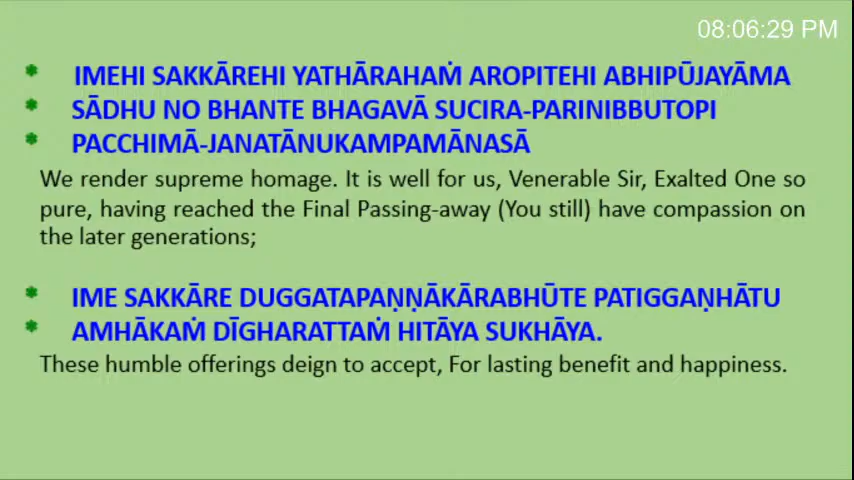 08:06:29 PM
* IMEHI SAKKĀREHI YATHĀRAHAṀ AROPITEHI ABHIPŪJAYĀMA
* SĀDHU NO BHANTE BHAGAVĀ SUCIRA-PARINIBBUTOPI
* PACCHIMĀ-JANATĀNUKAMPAMĀNASĀ
We render supreme homage. It is well for us, Venerable Sir, Exalted One so
pure, having reached the Final Passing-away (You still) have compassion on
the later generations;
* IME SAKKĀRE DUGGATAPAṆṆĀKĀRABHŪTE PATIGGAṆHĀTU
* AMHĀKAṀ DĪGHARATTAṀ HITĀYA SUKHĀYA.
These humble offerings deign to accept, For lasting benefit and happiness.